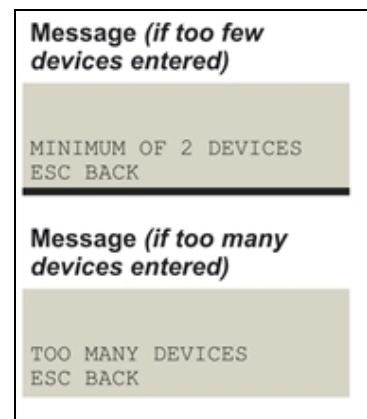 Message (if too few
devices entered)
MINIMUM OF 2 DEVICES
ESC BACK
Message (if too many
devices entered)
TOO MANY DEVICES
ESC BACK